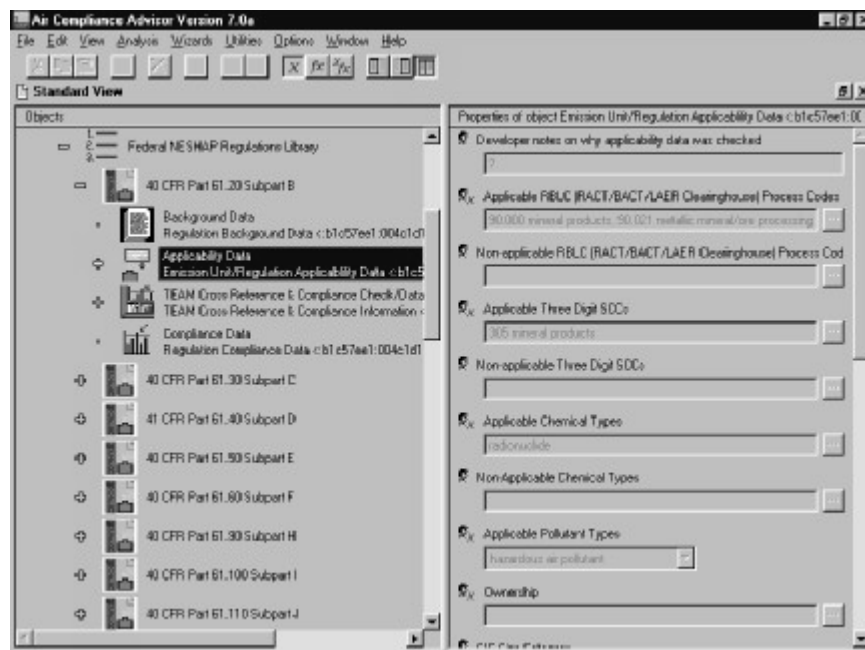 Air Compliance Advisor Version 7.0a
File Edit View Analysis Wizards Utilities Options Window Help
Standard View
Objects
Federal NESHAP Regulations Library
40 CFR Part 61.20 Subpart B
Background Data
Regulation Background Data <:b1c57ee1:004c1d1
Applicability Data
Emission Unit/Regulation Applicability Data <:b1c5
TEAM Cross Reference & Compliance Check/Data
TEAM Cross Reference & Compliance Information <
Compliance Data
Regulation Compliance Data <:b1c57ee1:004c1d1
40 CFR Part 61.30 Subpart C
41 CFR Part 61.40 Subpart D
40 CFR Part 61.50 Subpart E
40 CFR Part 61.60 Subpart F
40 CFR Part 61.90 Subpart H
40 CFR Part 61.100 Subpart I
40 CFR Part 61.110 Subpart J
Properties of object Emission Unit/Regulation Applicability Data <:b1c57ee1:00
Developer notes on why applicability data was checked
?
Applicable RBLC (RACT/BACT/LAER Clearinghouse) Process Codes
90.000 mineral products, 90.021 metallic mineral/ore processing
Non-applicable RBLC (RACT/BACT/LAER Clearinghouse) Process Cod
Applicable Three Digit SCCs
305 mineral products
Non-applicable Three Digit SCCs
Applicable Chemical Types
radionuclide
Non-Applicable Chemical Types
Applicable Pollutant Types
hazardous air pollutant
Ownership